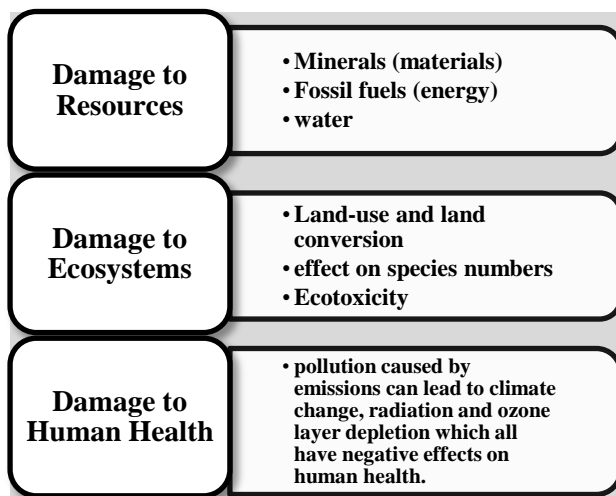 Damage to
Resources
• Minerals (materials)
• Fossil fuels (energy)
• water
Damage to
Ecosystems
• Land-use and land
conversion
• effect on species numbers
• Ecotoxicity
Damage to
Human Health
• pollution caused by
emissions can lead to climate
change, radiation and ozone
layer depletion which all
have negative effects on
human health.